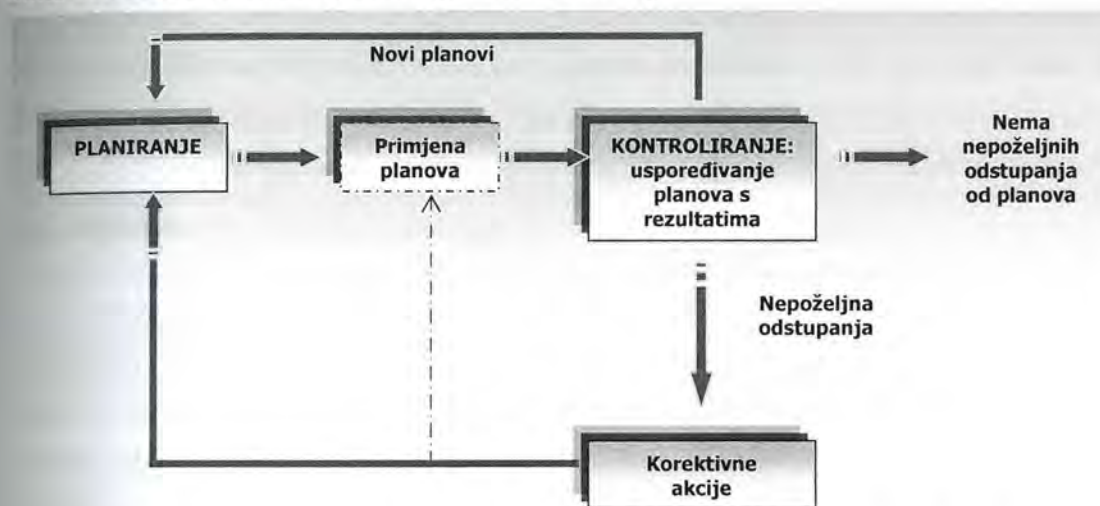 Novi planovi
PLANIRANJE
Primjena
planova
KONTROLIRANJE:
uspoređivanje
planova s
rezultatima
Nema
nepoželjnih
odstupanja
od planova
Nepoželjna
odstupanja
Korektivne
akcije